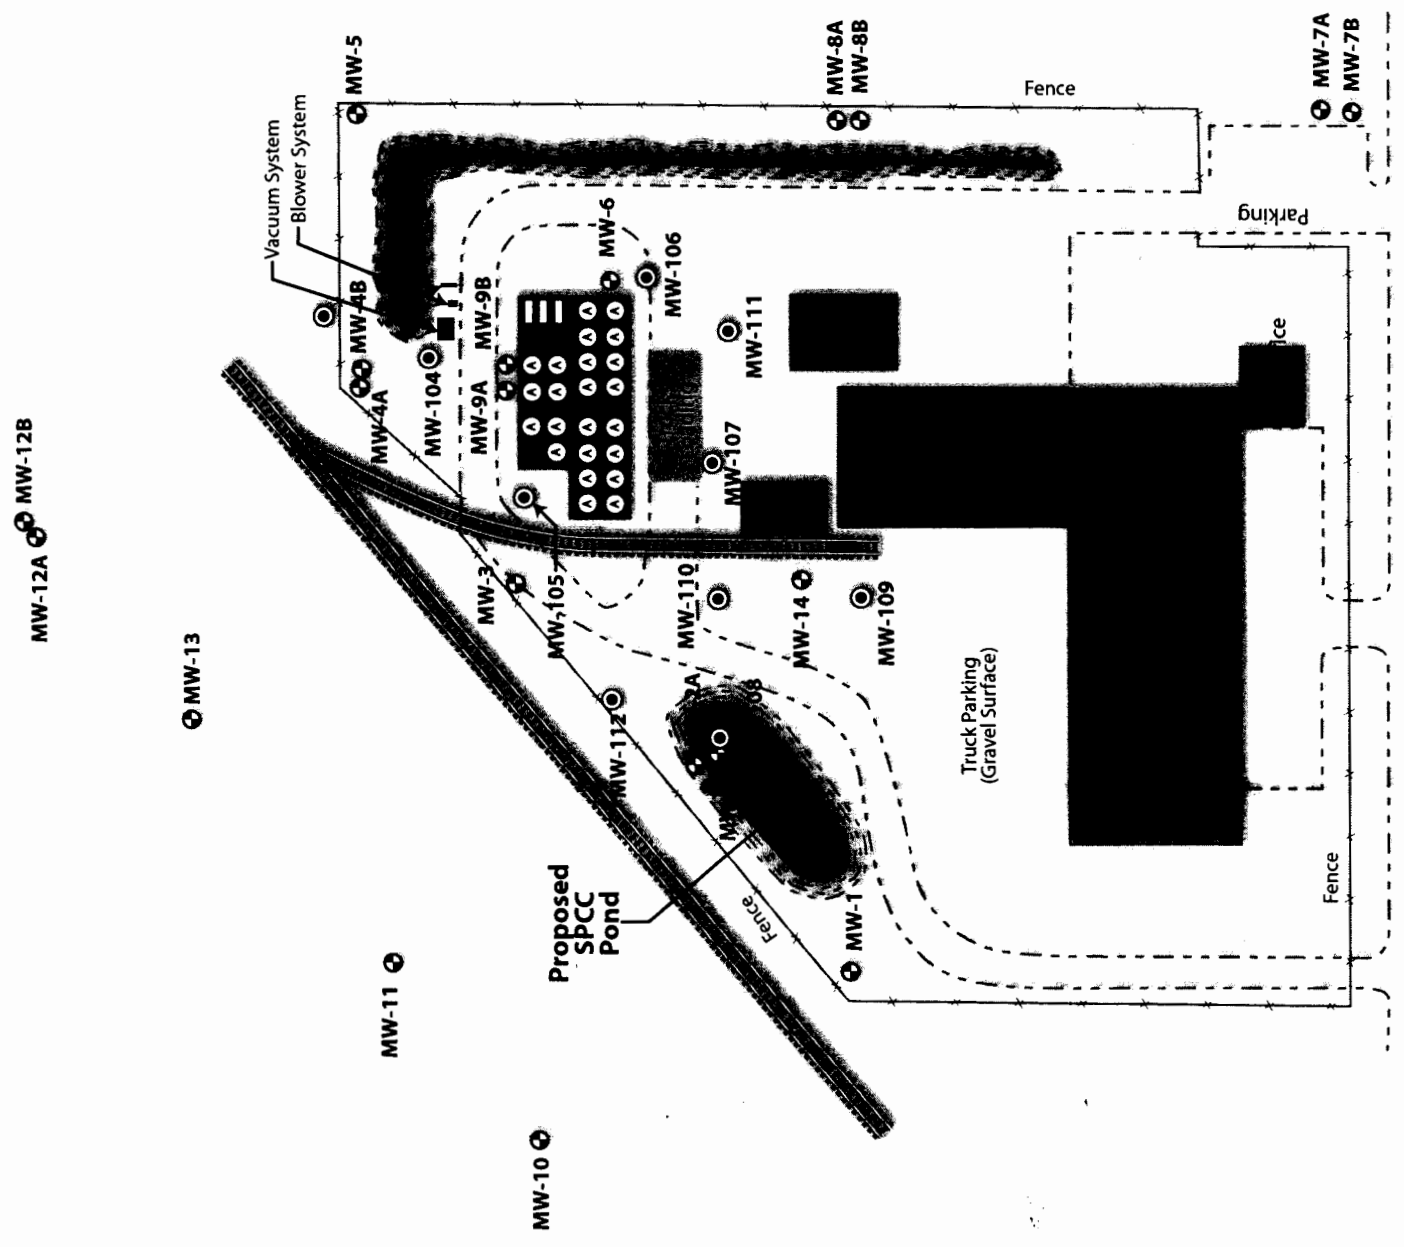 MW-5
MW-8A
MW-8B
MW-7A
MW-7B
Fence
Vacuum System
Blower System
Parking
MW-6
MW-106
MW-4B
MW-9B
MW-111
MW-4A
MW-104
MW-9A
MW-107
MW-12B
MW-12A
MW-3
MW-105
MW-110
MW-14
MW-109
MW-13
MW-112
Truck Parking
(Gravel Surface)
Proposed
SPCC
Pond
Fence
MW-1
Fence
MW-11
MW-10
A A
A A
A A A A
A A A A
A A A
A A A
A A
A A